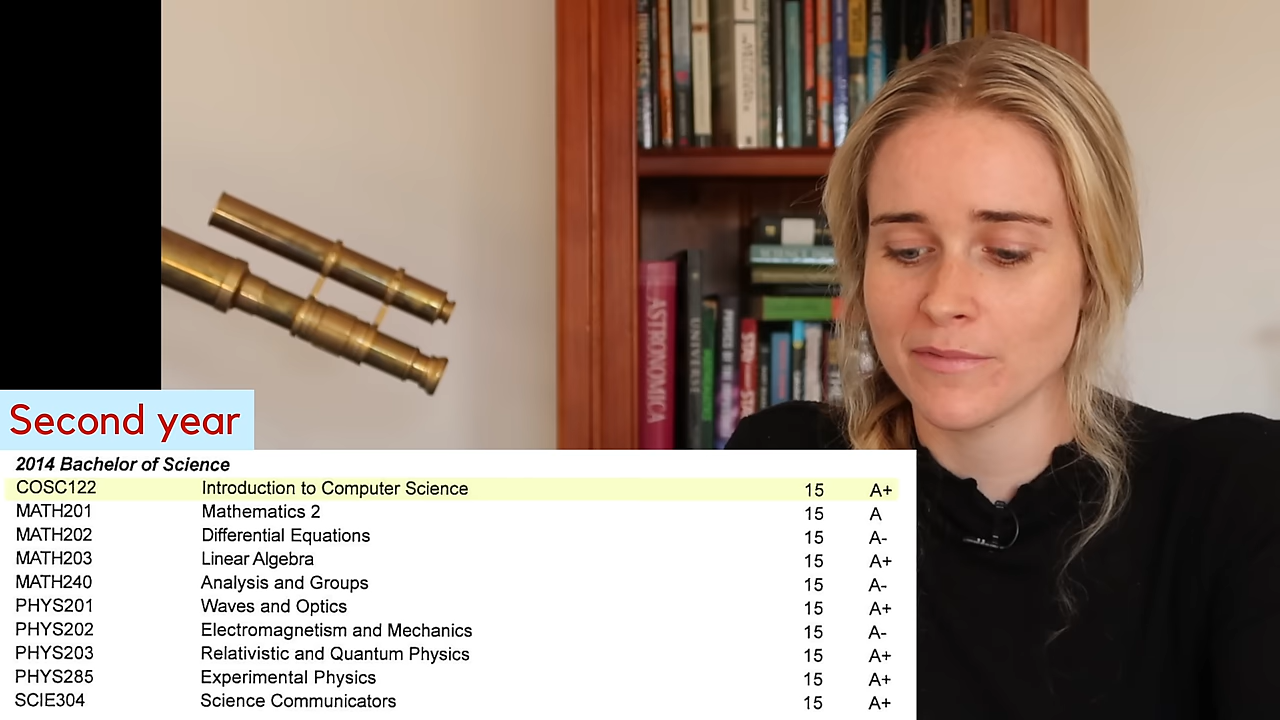 ASTRONOMICA
UNIVERSE
Second year
2014 Bachelor of Science
COSC122 Introduction to Computer Science 15 A+
MATH201 Mathematics 2 15 A
MATH202 Differential Equations 15 A-
MATH203 Linear Algebra 15 A+
MATH240 Analysis and Groups 15 A-
PHYS201 Waves and Optics 15 A+
PHYS202 Electromagnetism and Mechanics 15 A-
PHYS203 Relativistic and Quantum Physics 15 A+
PHYS285 Experimental Physics 15 A+
SCIE304 Science Communicators 15 A+